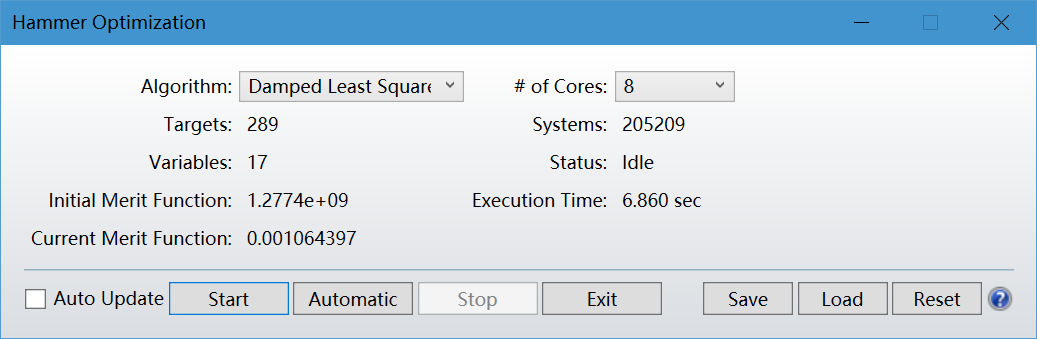 Hammer Optimization
Algorithm: Damped Least Square # of Cores: 8
Targets: 289 Systems: 205209
Variables: 17 Status: Idle
Initial Merit Function: 1.2774e+09 Execution Time: 6.860 sec
Current Merit Function: 0.001064397
Auto Update Start Automatic Stop Exit Save Load Reset ?